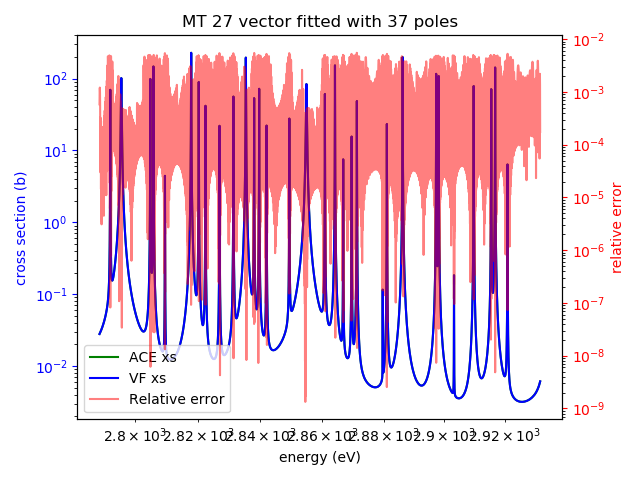 MT 27 vector fitted with 37 poles
10²
10¹
10⁰
10⁻¹
10⁻²
cross section (b)
10⁻²
10⁻³
10⁻⁴
10⁻⁵
10⁻⁶
10⁻⁷
10⁻⁸
10⁻⁹
relative error
ACE xs
VF xs
Relative error
2.8 × 10³ 2.82 × 10³ 2.84 × 10³ 2.86 × 10³ 2.88 × 10³ 2.9 × 10³ 2.92 × 10³
energy (eV)